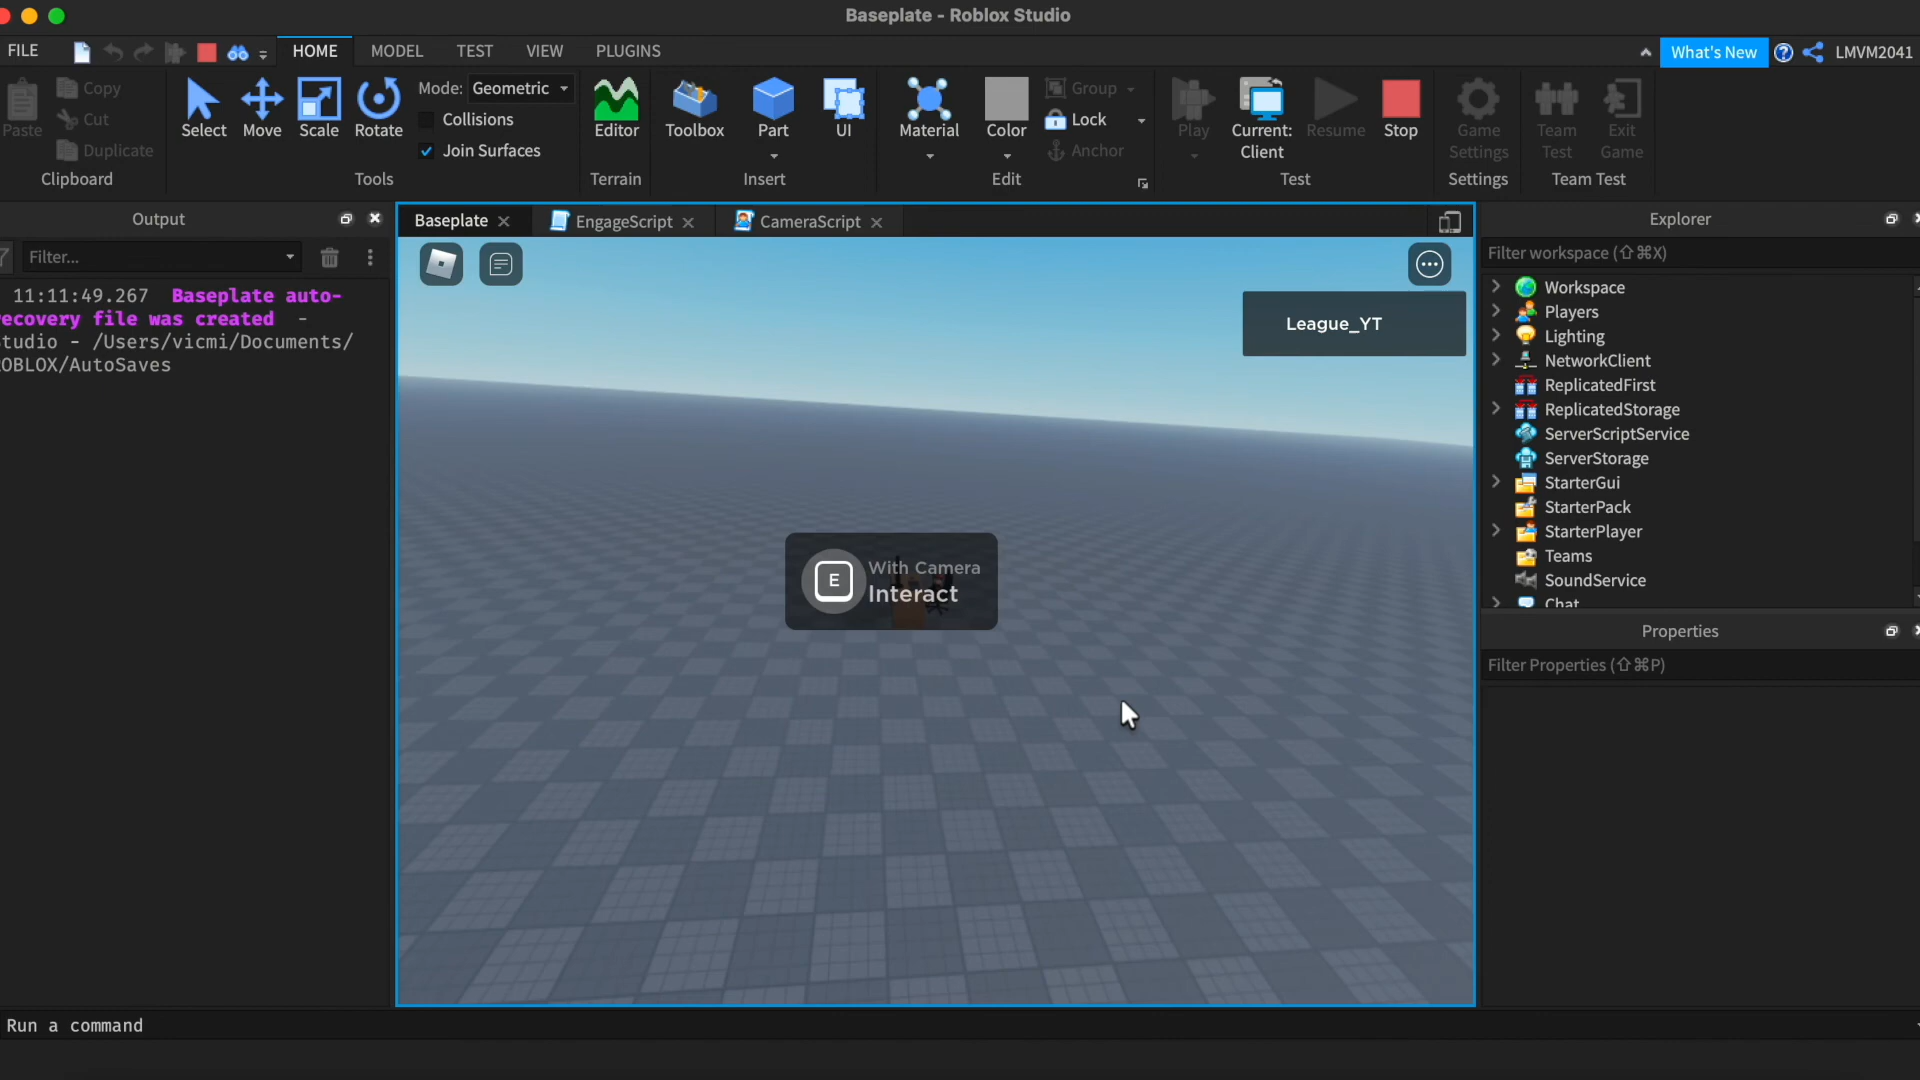 Baseplate - Roblox Studio
FILE
HOME
MODEL
TEST
VIEW
PLUGINS
What's New
LMVM2041
Paste
Copy
Cut
Duplicate
Clipboard
Select
Move
Scale
Rotate
Mode: Geometric
Collisions
Join Surfaces
Tools
Editor
Terrain
Toolbox
Part
UI
Insert
Material
Color
Group
Lock
Anchor
Edit
Play
Current:
Client
Resume
Stop
Test
Game
Settings
Settings
Team
Test
Exit
Game
Team Test
Output
Filter...
11:11:49.267 Baseplate auto-
ecovery file was created -
tudio - /Users/vicmi/Documents/
OBLOX/AutoSaves
Baseplate
EngageScript
CameraScript
League_YT
E
With Camera
Interact
Explorer
Filter workspace (⇧⌘X)
Workspace
Players
Lighting
NetworkClient
ReplicatedFirst
ReplicatedStorage
ServerScriptService
ServerStorage
StarterGui
StarterPack
StarterPlayer
Teams
SoundService
Chat
Properties
Filter Properties (⇧⌘P)
Run a command